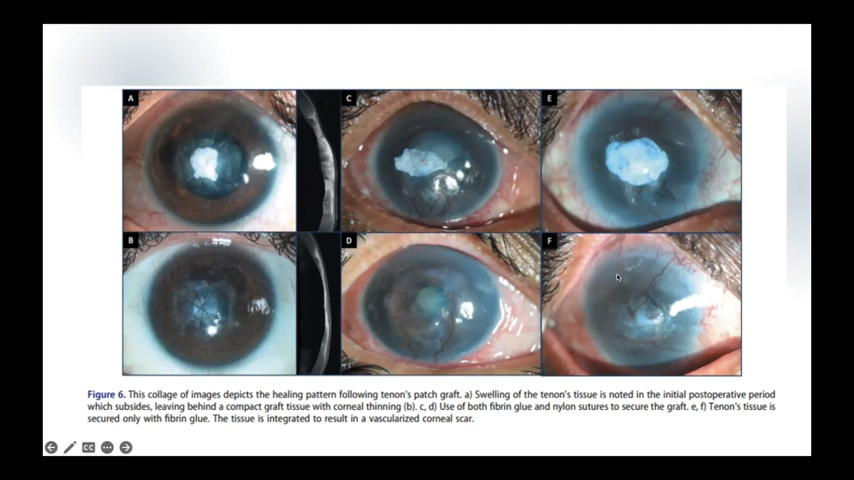 A
C
E
B
D
F
Figure 6. This collage of images depicts the healing pattern following tenon's patch graft. a) Swelling of the tenon's tissue is noted in the initial postoperative period
which subsides, leaving behind a compact graft tissue with corneal thinning (b). c, d) Use of both fibrin glue and nylon sutures to secure the graft. e, f) Tenon's tissue is
secured only with fibrin glue. The tissue is integrated to result in a vascularized corneal scar.
CC